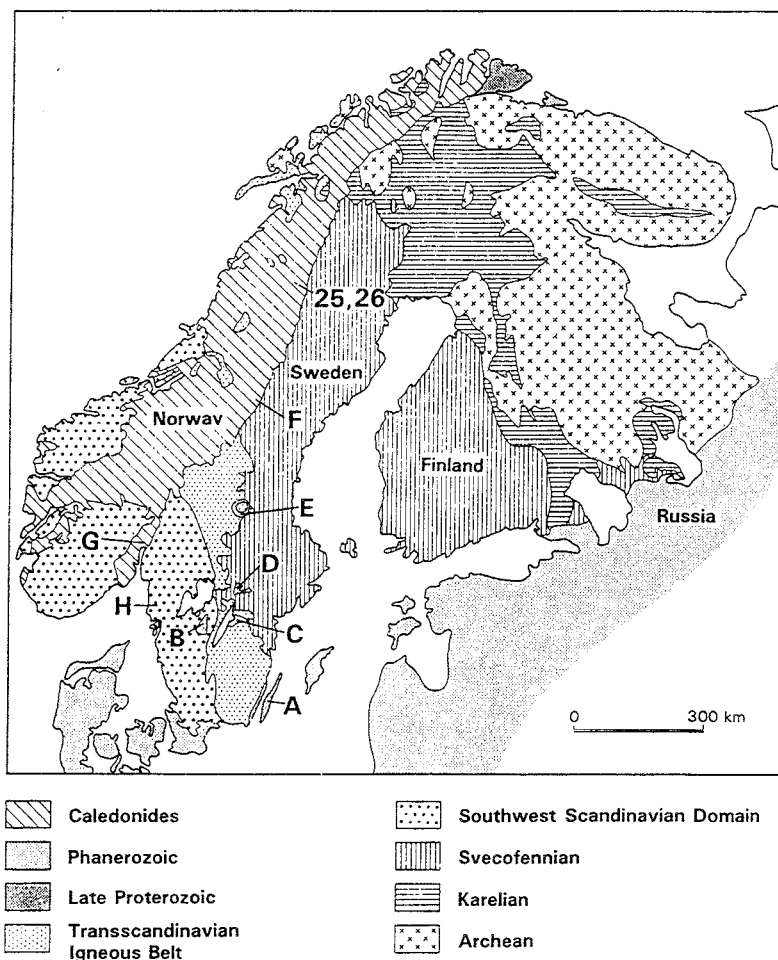 25,26
Sweden
Norwav
F
Finland
E
Russia
G
D
H
B
C
A
0 300 km
Caledonides
Phanerozoic
Late Proterozoic
Transscandinavian
Igneous Belt
Southwest Scandinavian Domain
Svecofennian
Karelian
Archean